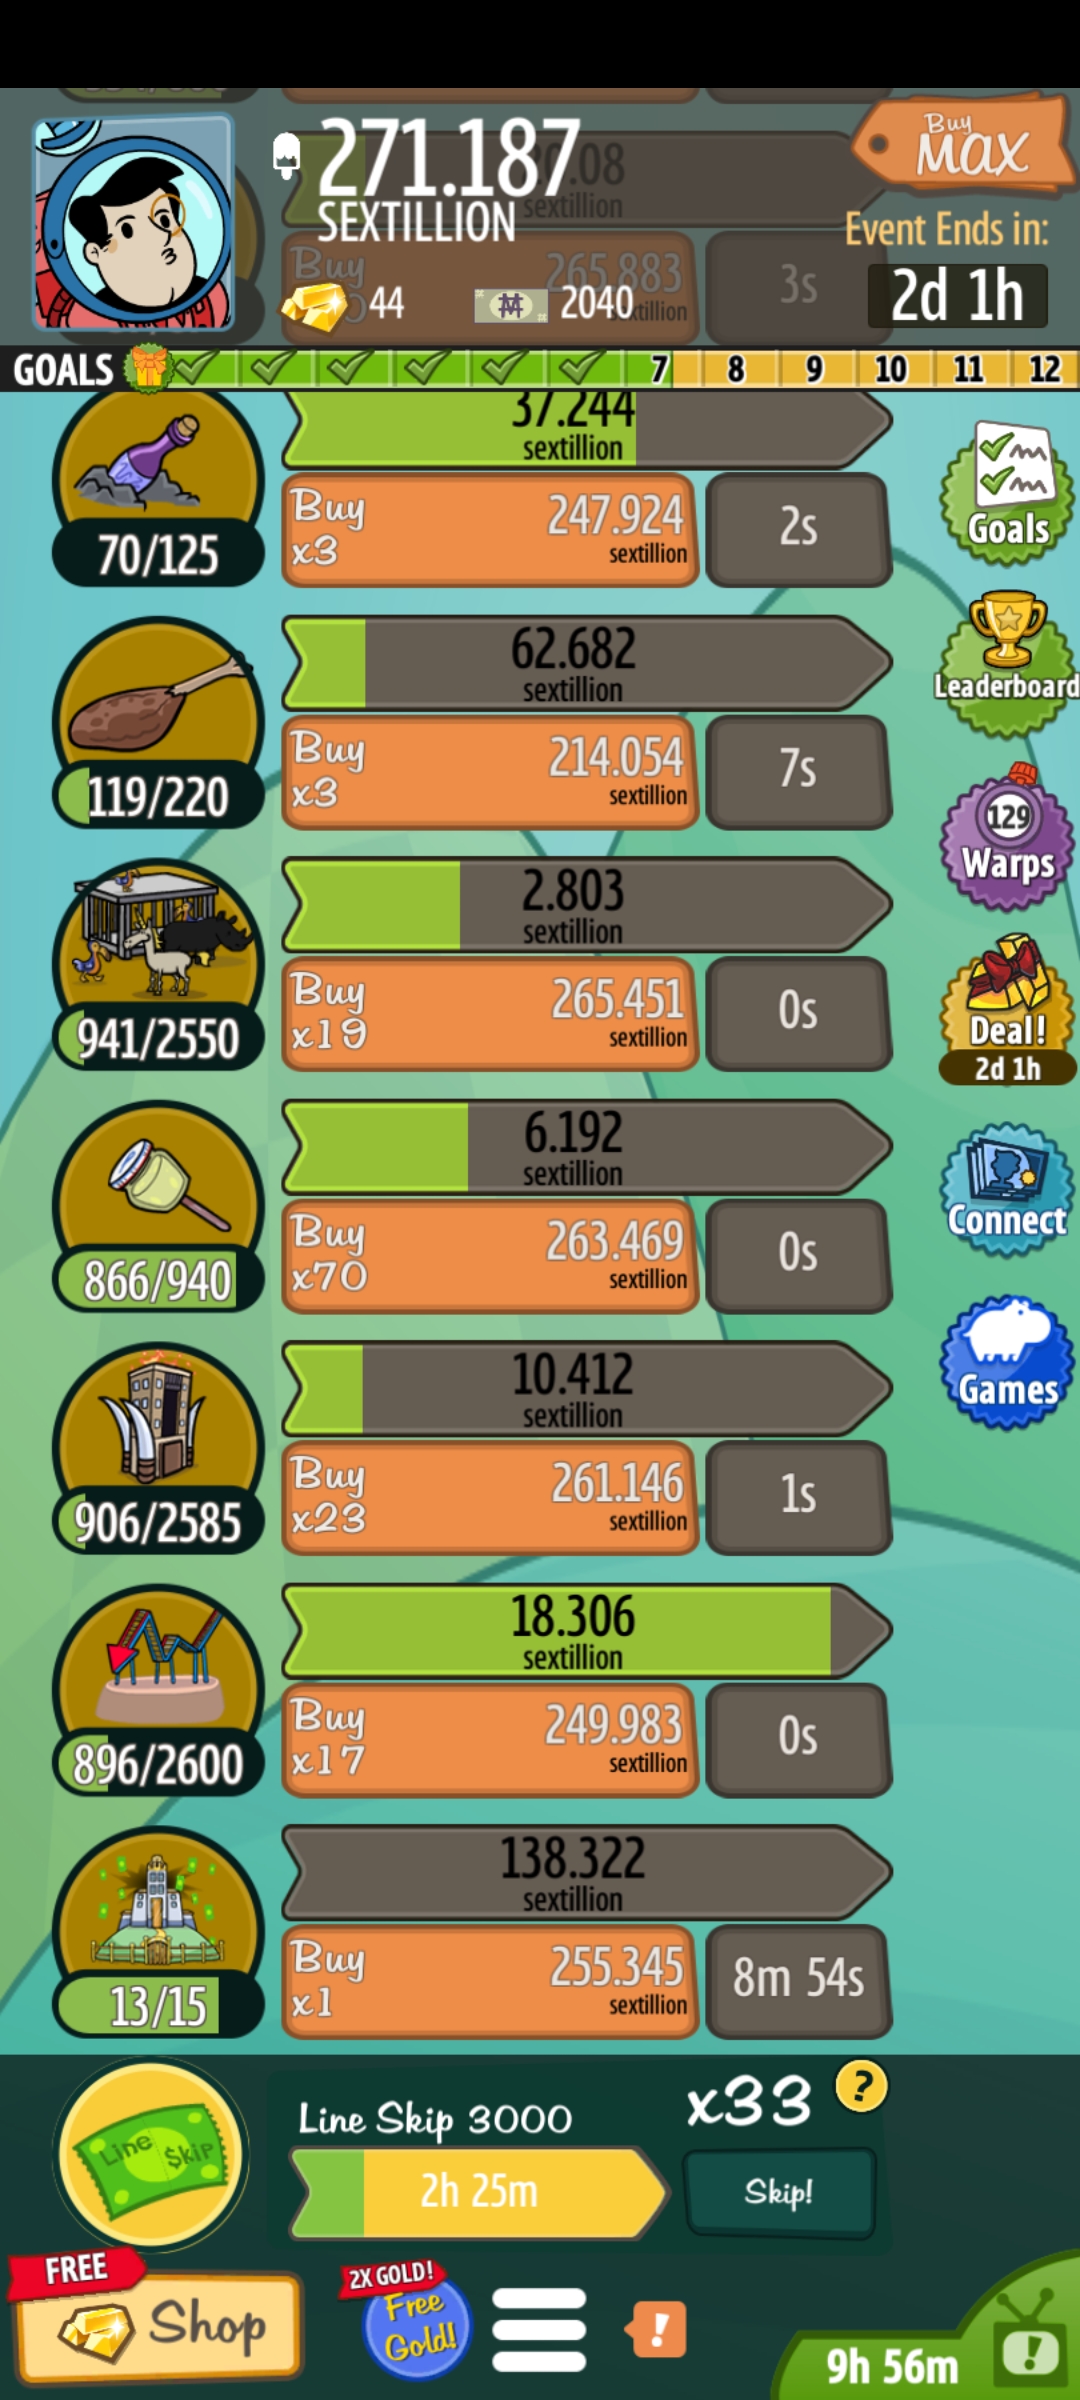 271.187
SEXTILLION
Buy
MAX
.08
sextillion
Event Ends in:
2d 1h
Buy
265.883
3s
44
2040
GOALS
7
8
9
10
11
12
37.244
sextillion
70/125
Buy
x3
247.924
sextillion
2s
Goals
62.682
sextillion
119/220
Buy
x3
214.054
sextillion
7s
Leaderboard
129
Warps
2.803
sextillion
941/2550
Buy
x19
265.451
sextillion
0s
Deal!
2d 1h
6.192
sextillion
866/940
Buy
x70
263.469
sextillion
0s
Connect
10.412
sextillion
906/2585
Buy
x23
261.146
sextillion
1s
Games
18.306
sextillion
896/2600
Buy
x17
249.983
sextillion
0s
138.322
sextillion
13/15
Buy
x1
255.345
sextillion
8m 54s
Line $kip
Line Skip 3000
x33
?
2h 25m
Skip!
FREE
Shop
2X GOLD!
Free
Gold!
!
9h 56m
!